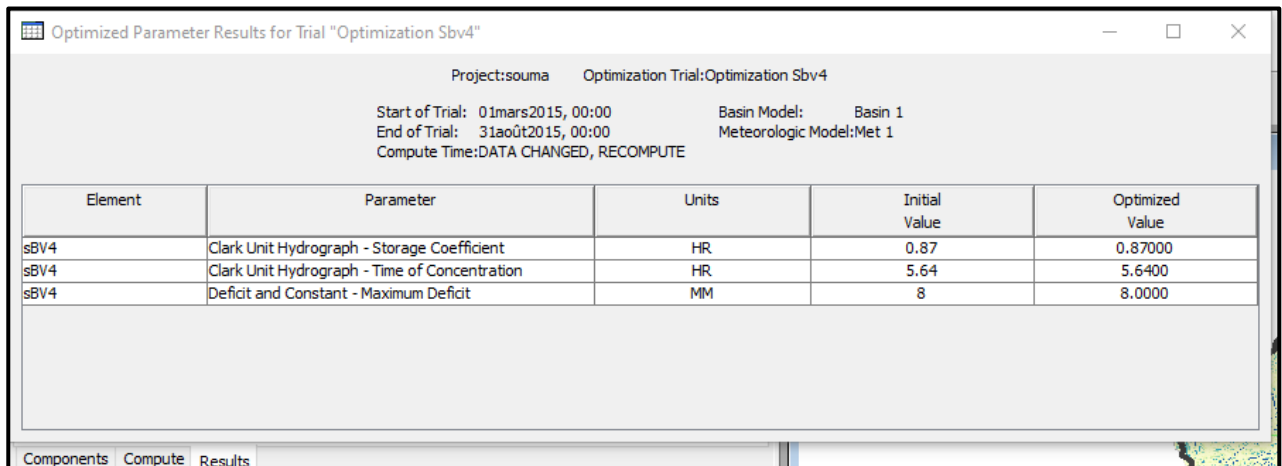 Optimized Parameter Results for Trial "Optimization Sbv4"
Project:souma Optimization Trial:Optimization Sbv4
Start of Trial: 01mars2015, 00:00 Basin Model: Basin 1
End of Trial: 31août2015, 00:00 Meteorologic Model:Met 1
Compute Time:DATA CHANGED, RECOMPUTE
Element Parameter Units Initial Value Optimized Value
sBV4 Clark Unit Hydrograph - Storage Coefficient HR 0.87 0.87000
sBV4 Clark Unit Hydrograph - Time of Concentration HR 5.64 5.6400
sBV4 Deficit and Constant - Maximum Deficit MM 8 8.0000
Components Compute Results